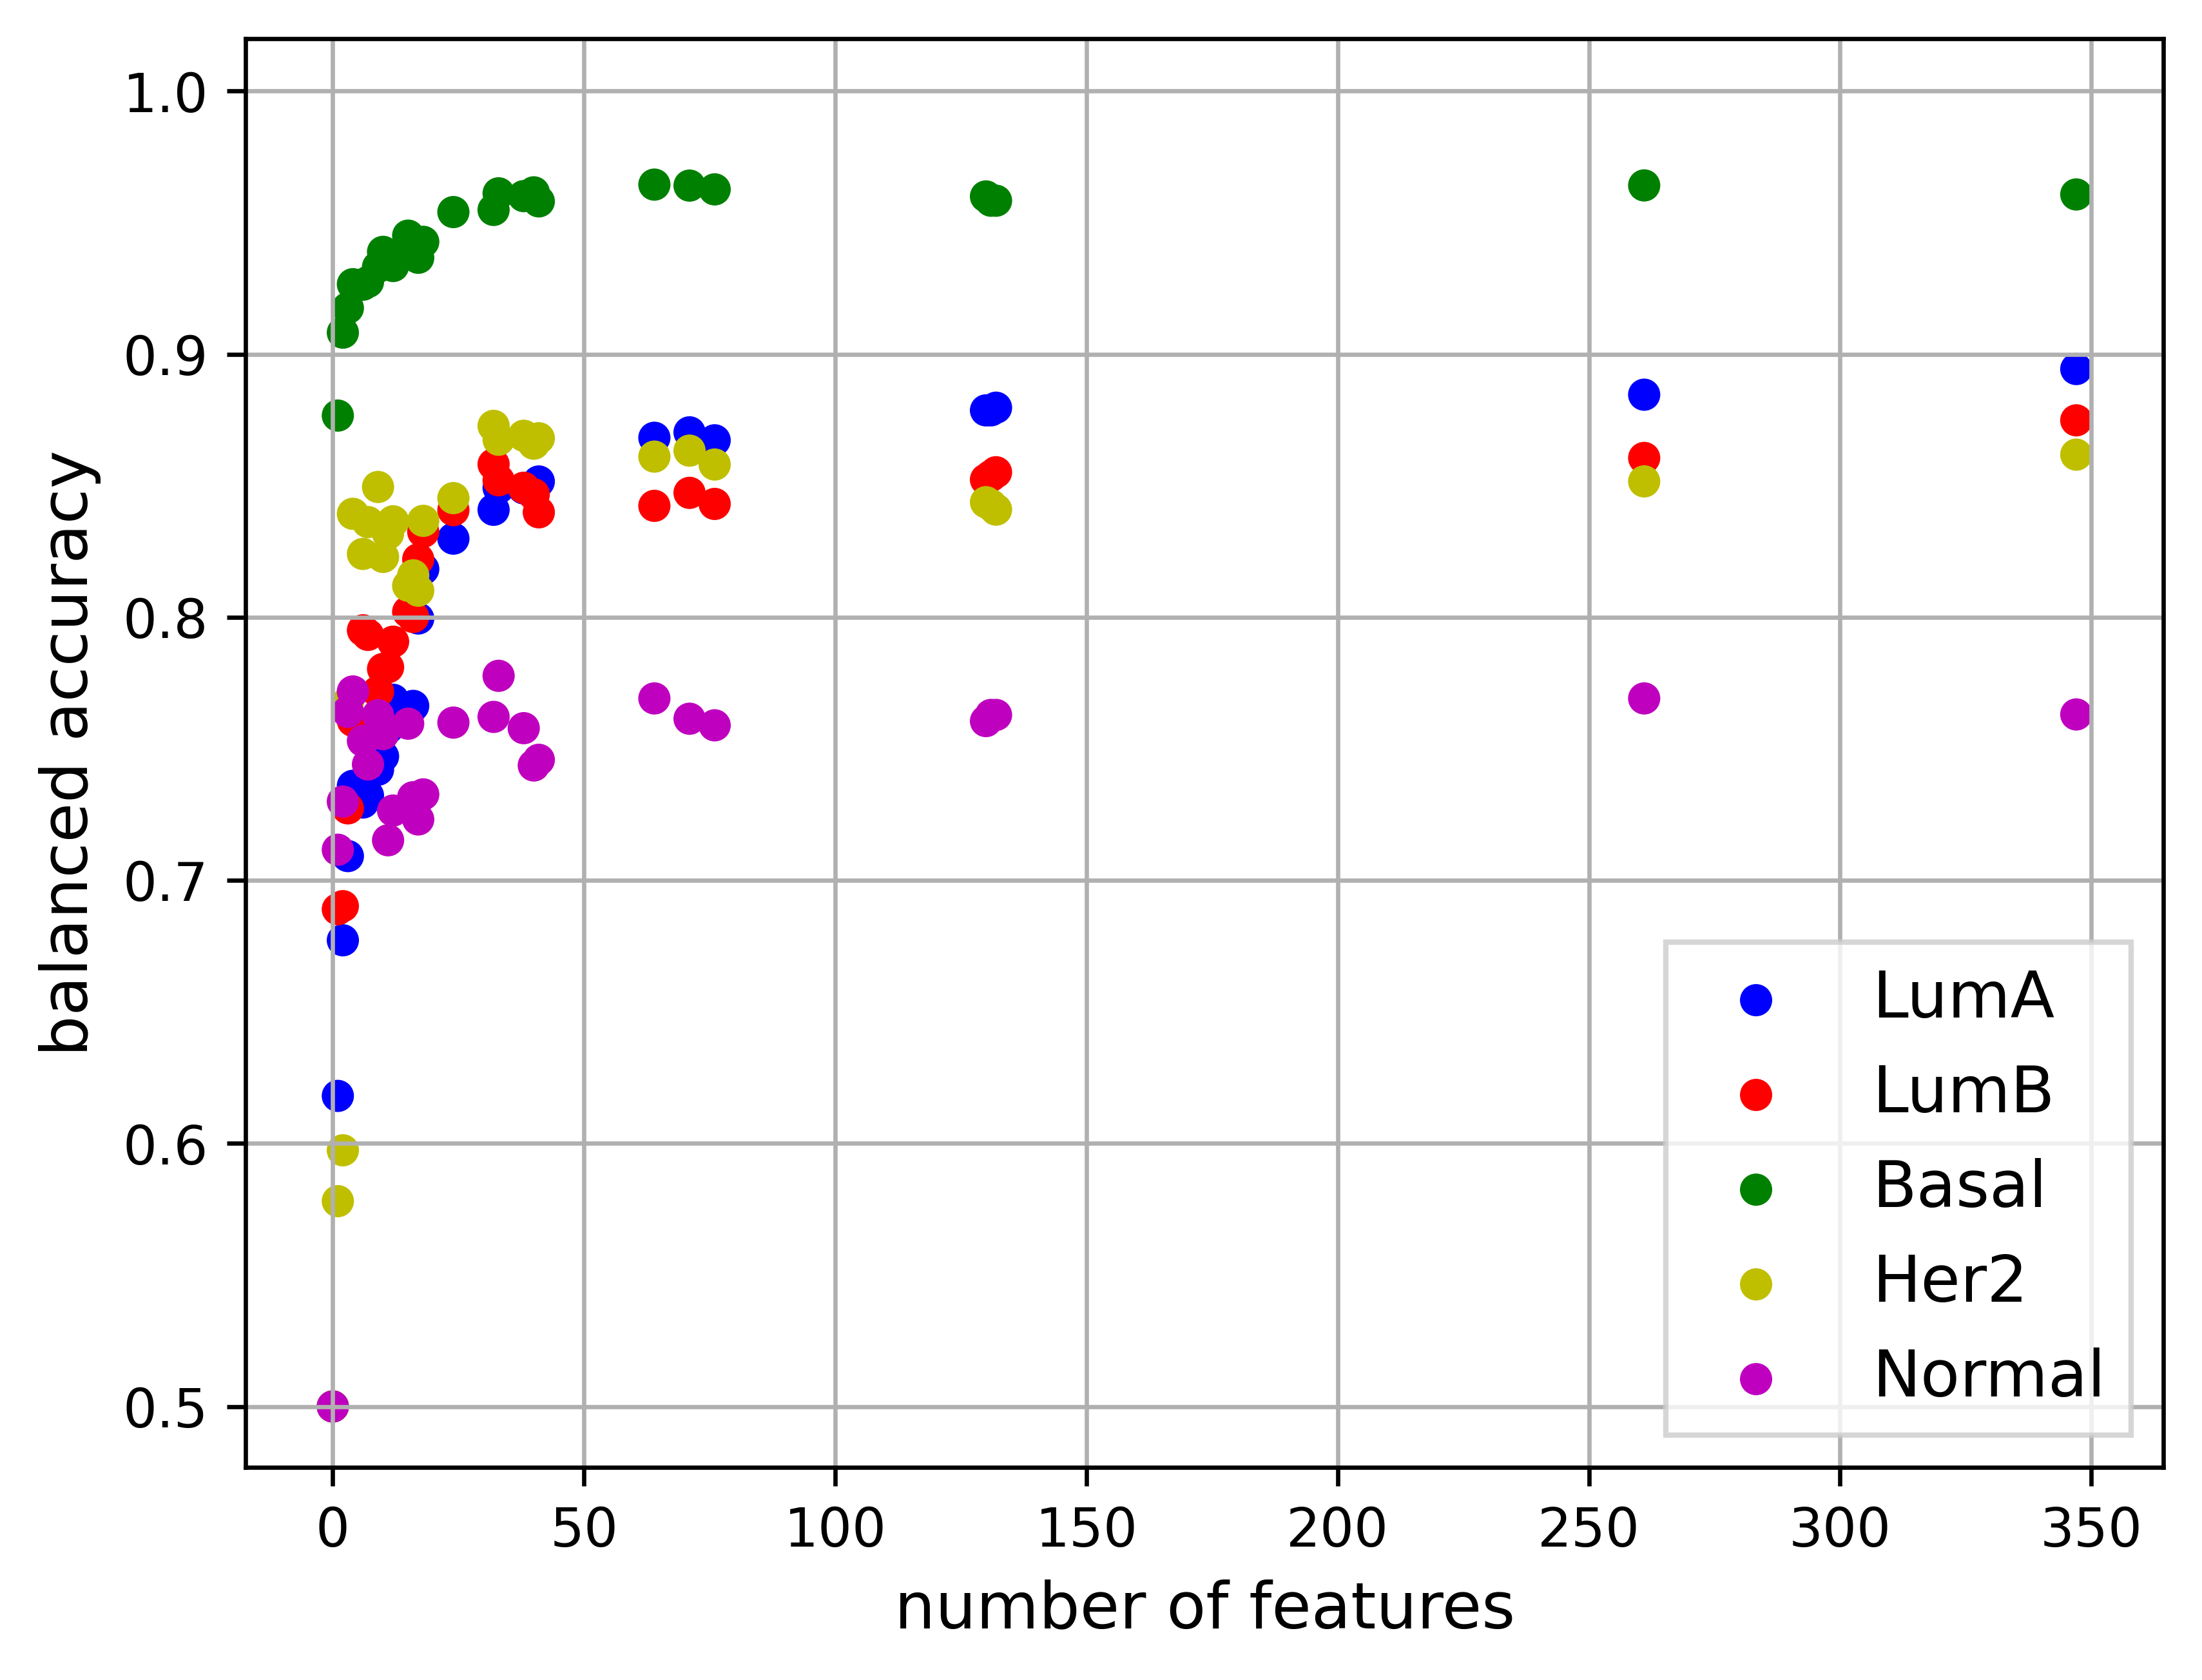 1.0
0.9
0.8
0.7
0.6
0.5
balanced accuracy
0 50 100 150 200 250 300 350
number of features
LumA
LumB
Basal
Her2
Normal